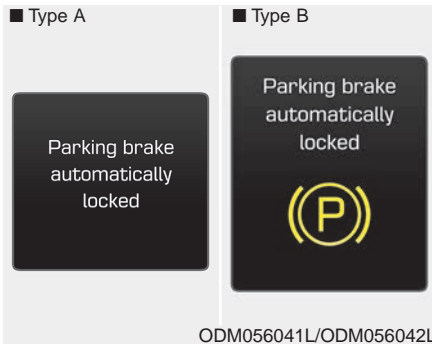 ■ Type A
Parking brake
automatically
locked
■ Type B
Parking brake
automatically
locked
P
ODM056041L/ODM056042L